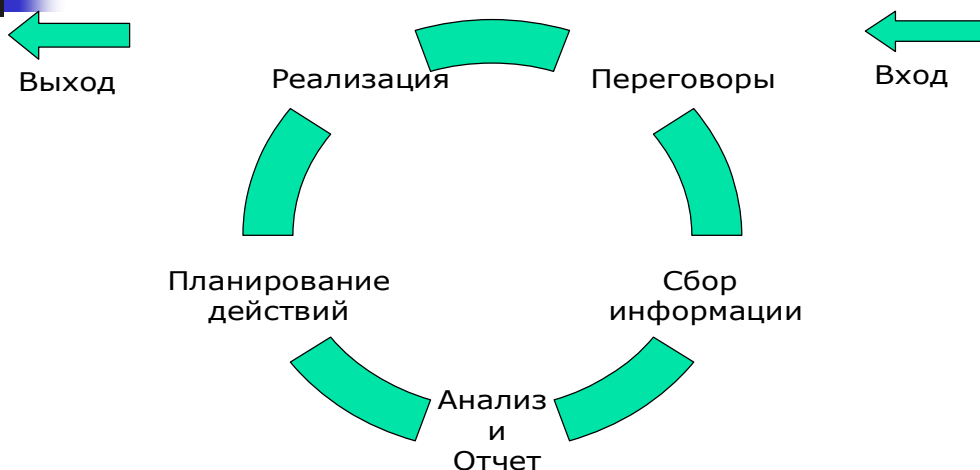 Выход
Реализация
Переговоры
Вход
Планирование
действий
Сбор
информации
Анализ
и
Отчет